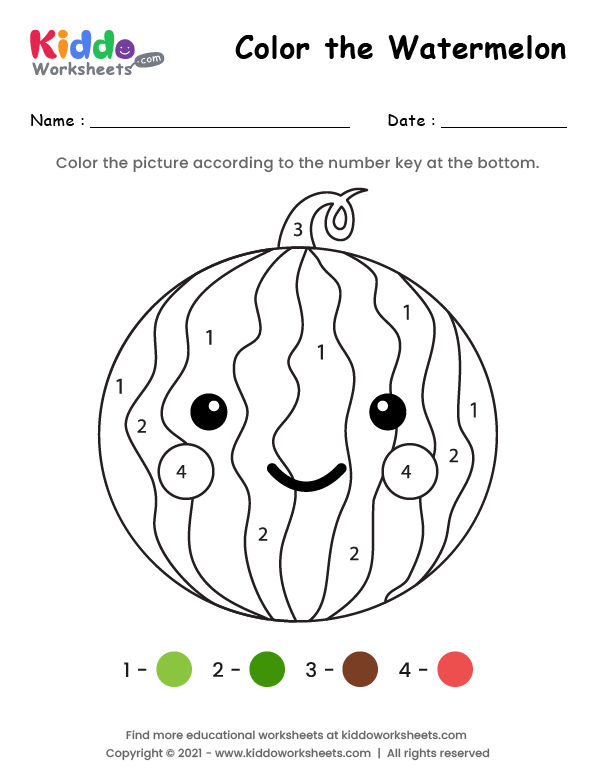 Kiddo
Worksheets
.com
Color the Watermelon
Name :
Date :
Color the picture according to the number key at the bottom.
3
1
1
1
1
1
2
2
4
4
2
2
1 -
2 -
3 -
4 -
Find more educational worksheets at kiddoworksheets.com
Copyright © 2021 - www.kiddoworksheets.com | All rights reserved